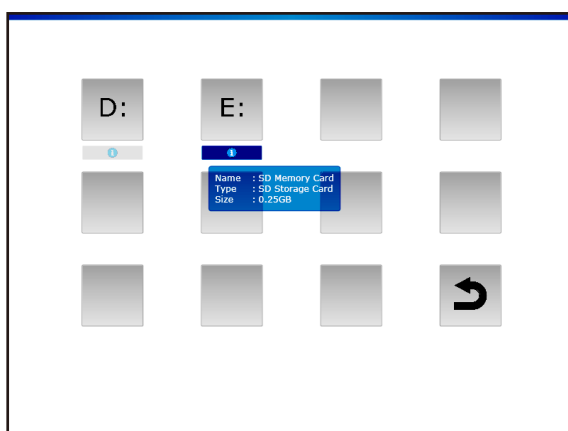 D:
E:
Name : SD Memory Card
Type : SD Storage Card
Size : 0.25GB